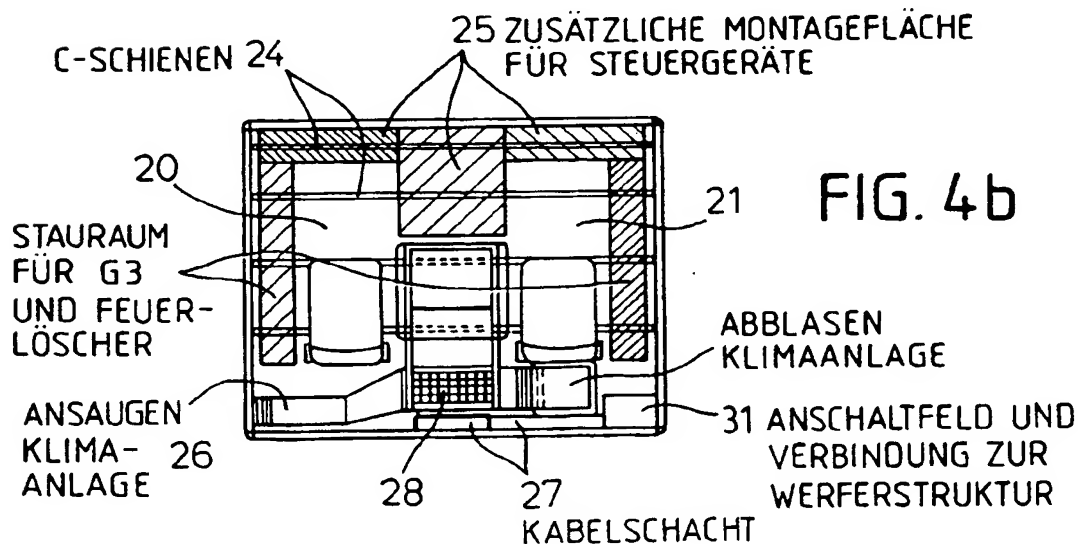 C-SCHIENEN 24
25 ZUSÄTZLICHE MONTAGEFLÄCHE
FÜR STEUERGERÄTE
20
21
FIG. 4b
STAURAUM
FÜR G3
UND FEUER-
LÖSCHER
ABBLASEN
KLIMAANLAGE
ANSAUGEN
KLIMA- 26
ANLAGE
28
27
KABELSCHACHT
31 ANSCHALTFELD UND
VERBINDUNG ZUR
WERFERSTRUKTUR